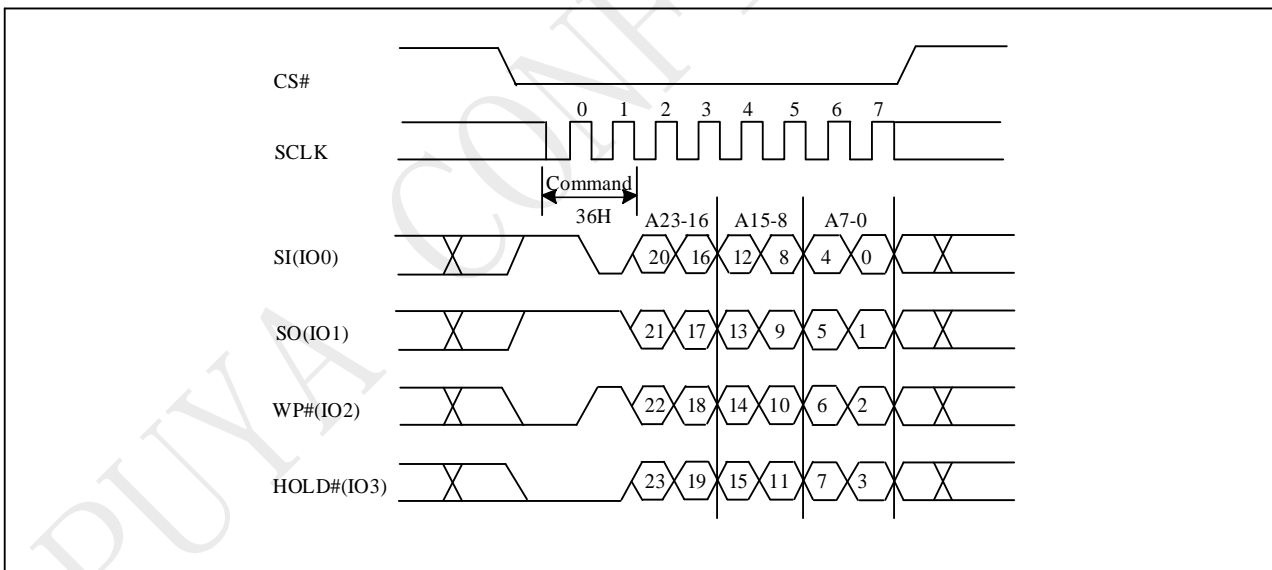 PUYA CONF
CS#
0 1 2 3 4 5 6 7
SCLK
Command
36H
A23-16 A15-8 A7-0
SI(IO0) 20 16 12 8 4 0
SO(IO1) 21 17 13 9 5 1
WP#(IO2) 22 18 14 10 6 2
HOLD#(IO3) 23 19 15 11 7 3